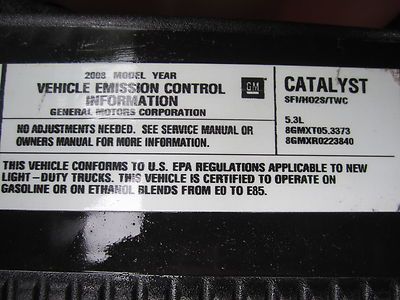 2008 MODEL YEAR
VEHICLE EMISSION CONTROL
INFORMATION
GENERAL MOTORS CORPORATION
GM
CATALYST
SFI/HO2S/TWC
5.3L
8GMXT05.3373
8GMXR0223840
NO ADJUSTMENTS NEEDED. SEE SERVICE MANUAL OR
OWNERS MANUAL FOR MORE INFORMATION.
THIS VEHICLE CONFORMS TO U.S. EPA REGULATIONS APPLICABLE TO NEW
LIGHT-DUTY TRUCKS. THIS VEHICLE IS CERTIFIED TO OPERATE ON
GASOLINE OR ON ETHANOL BLENDS FROM E0 TO E85.